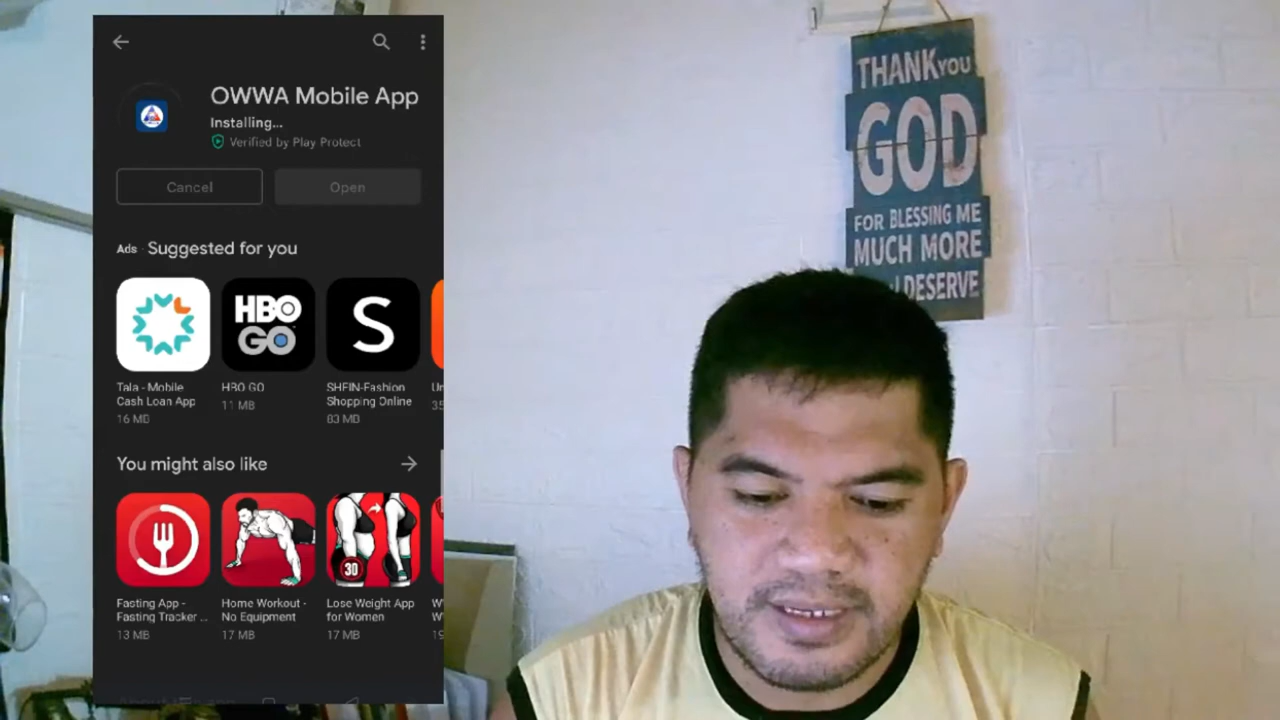 OWWA Mobile App
Installing...
Verified by Play Protect
Cancel
Open
Ads · Suggested for you
HBO
GO
S
Tala - Mobile
Cash Loan App
16 MB
HBO GO
11 MB
SHEIN-Fashion
Shopping Online
83 MB
You might also like
30
Fasting App -
Fasting Tracker ...
13 MB
Home Workout -
No Equipment
17 MB
Lose Weight App
for Women
17 MB
THANK YOU
GOD
FOR BLESSING ME
MUCH MORE
DESERVE